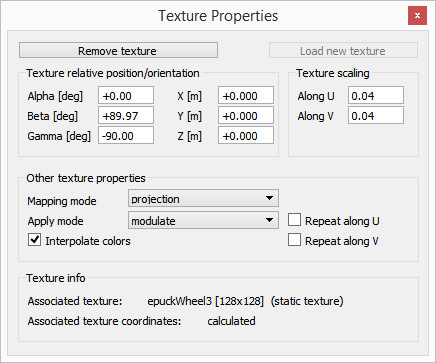 Texture Properties
x
Remove texture Load new texture
Texture relative position/orientation Texture scaling
Alpha [deg] +0.00 X [m] +0.000 Along U 0.04
Beta [deg] +89.97 Y [m] +0.000 Along V 0.04
Gamma [deg] -90.00 Z [m] +0.000
Other texture properties
Mapping mode projection
Apply mode modulate Repeat along U
Interpolate colors Repeat along V
Texture info
Associated texture: epuckWheel3 [128x128] (static texture)
Associated texture coordinates: calculated